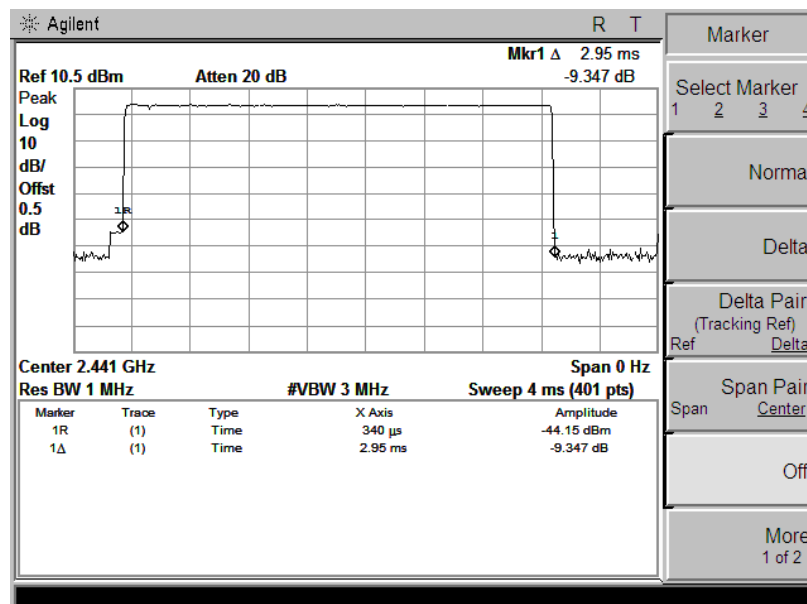 Agilent R T
Mkr1 Δ 2.95 ms
Ref 10.5 dBm Atten 20 dB -9.347 dB
Peak
Log
10
dB/
Offst
0.5
dB
1R
1
Center 2.441 GHz Span 0 Hz
Res BW 1 MHz #VBW 3 MHz Sweep 4 ms (401 pts)
Marker Trace Type X Axis Amplitude
1R (1) Time 340 µs -44.15 dBm
1Δ (1) Time 2.95 ms -9.347 dB
Marker
Select Marker
1 2 3 4
Norma
Delta
Delta Pair
(Tracking Ref)
Ref Delta
Span Pair
Span Center
Off
More
1 of 2